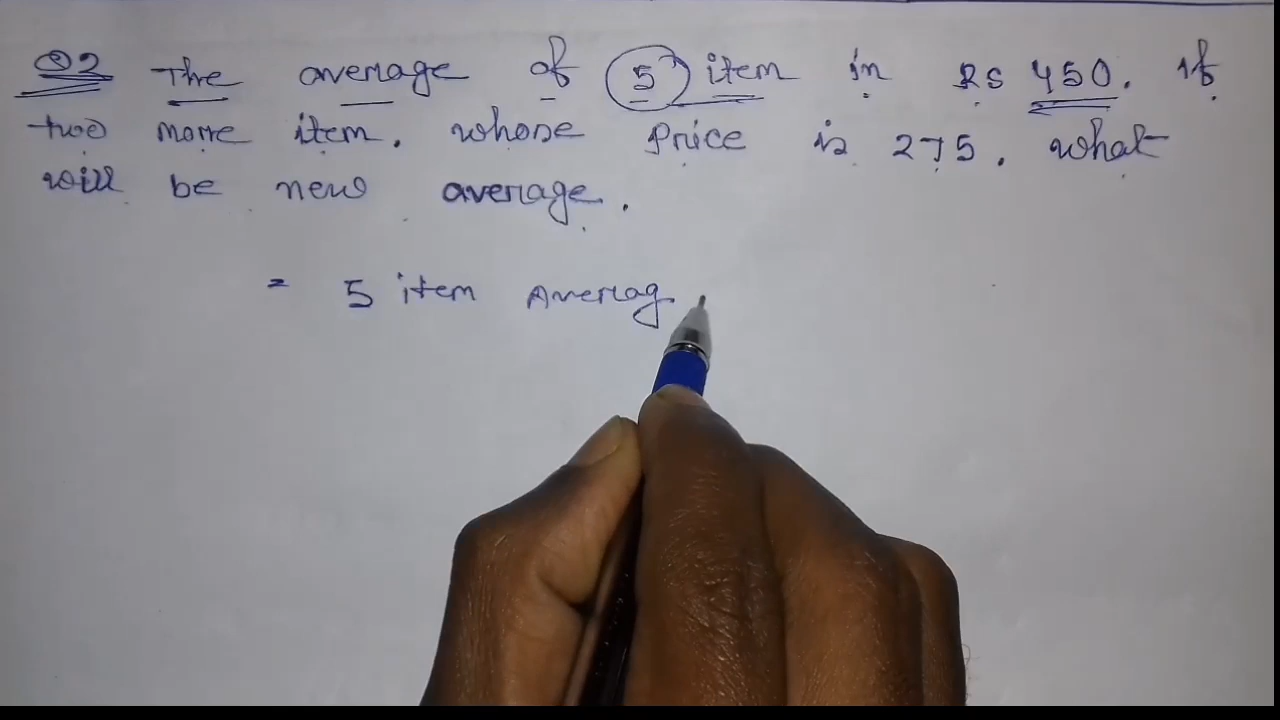 Q2 The average of 5 item in Rs 450. If
two more item. whose Price is 275. what
will be new average.
= 5 item Averag